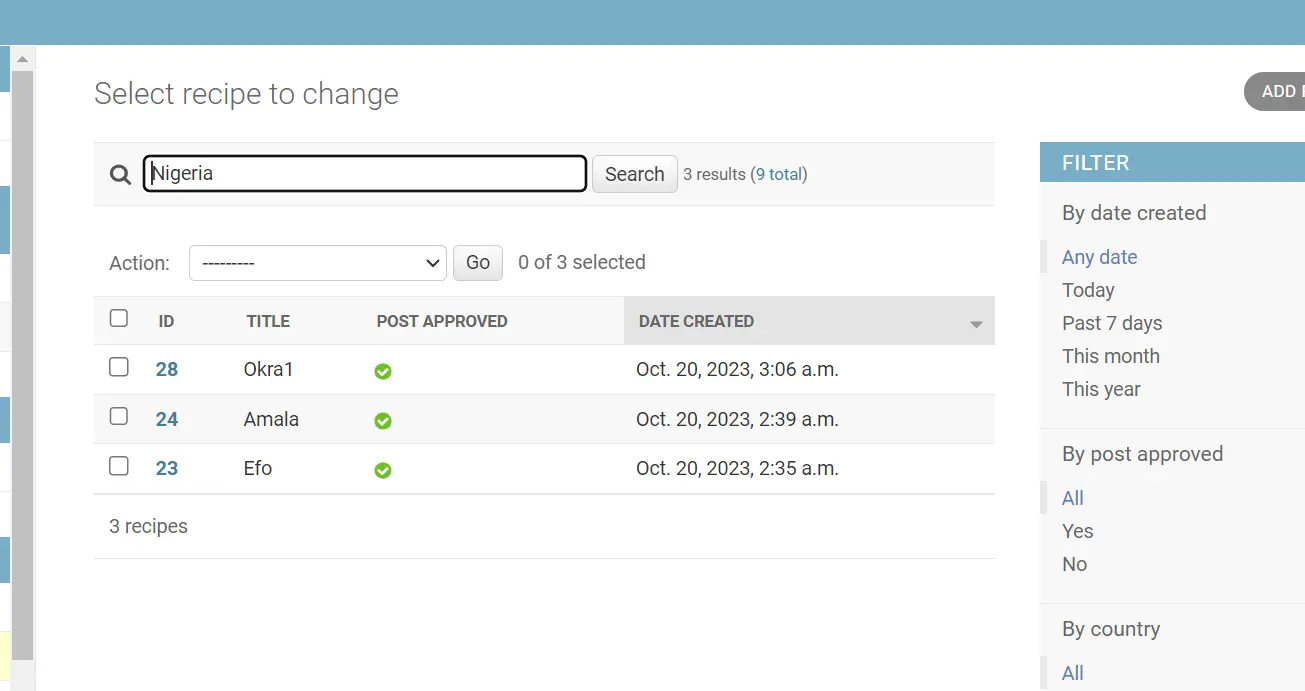 Select recipe to change
ADD
Nigeria
Search
3 results (9 total)
Action:
---------
Go
0 of 3 selected
ID TITLE POST APPROVED DATE CREATED
28 Okra1 Oct. 20, 2023, 3:06 a.m.
24 Amala Oct. 20, 2023, 2:39 a.m.
23 Efo Oct. 20, 2023, 2:35 a.m.
3 recipes
FILTER
By date created
Any date
Today
Past 7 days
This month
This year
By post approved
All
Yes
No
By country
All